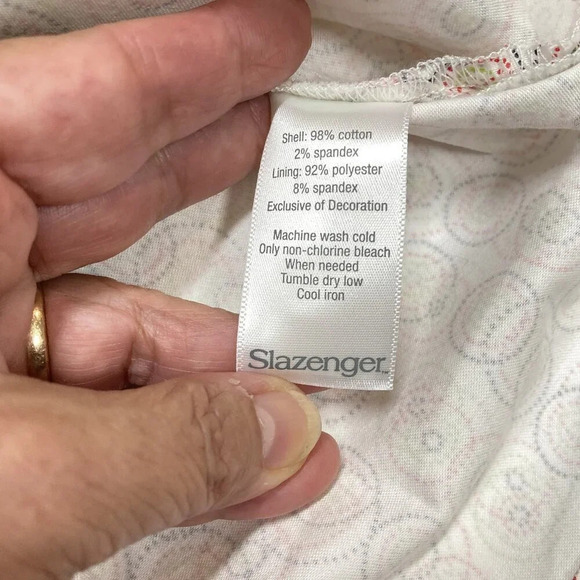 Shell: 98% cotton
2% spandex
Lining: 92% polyester
8% spandex
Exclusive of Decoration
Machine wash cold
Only non-chlorine bleach
When needed
Tumble dry low
Cool iron
Slazenger